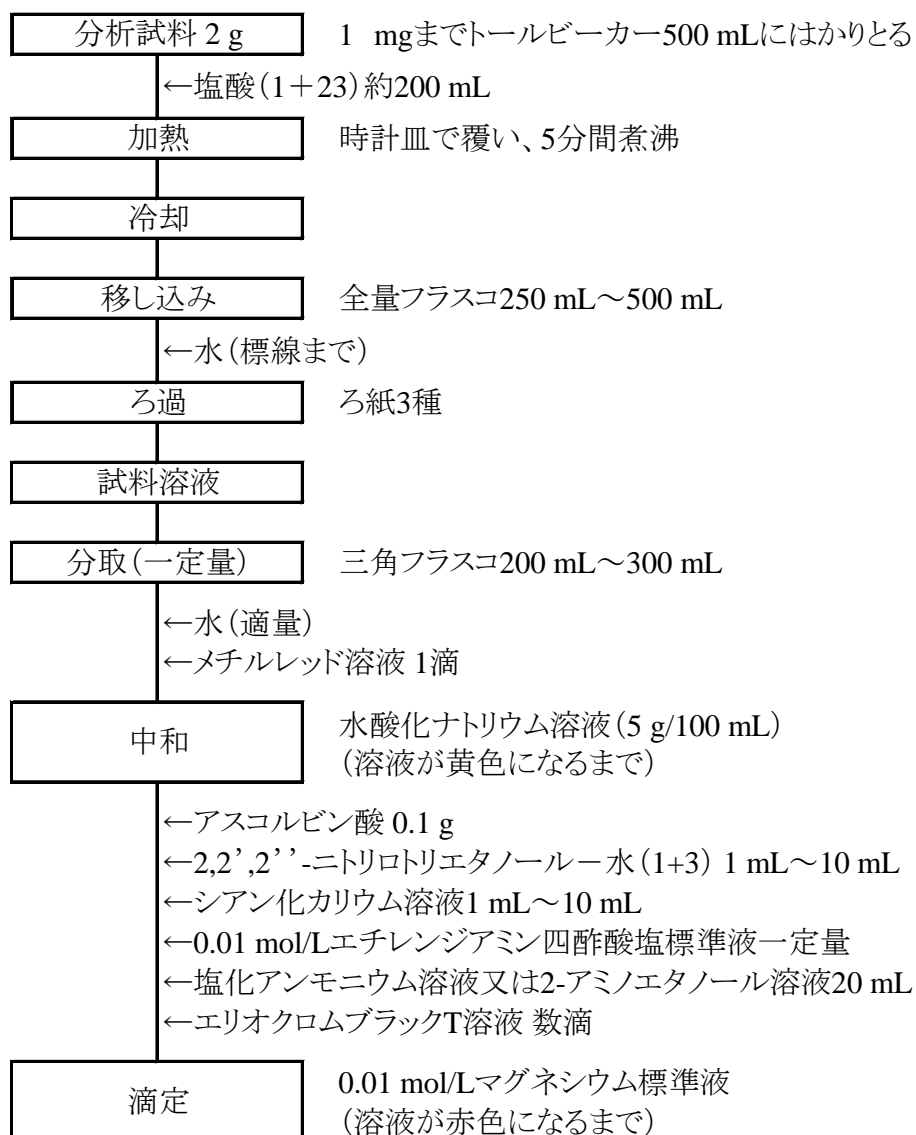 分析試料 2 g 1 mgまでトールビーカー500 mLにはかりとる
←塩酸(1+23)約200 mL
加熱 時計皿で覆い、5分間煮沸
冷却
移し込み 全量フラスコ250 mL~500 mL
←水(標線まで)
ろ過 ろ紙3種
試料溶液
分取(一定量) 三角フラスコ200 mL~300 mL
←水(適量)
←メチルレッド溶液 1滴
中和 水酸化ナトリウム溶液(5 g/100 mL)
(溶液が黄色になるまで)
←アスコルビン酸 0.1 g
←2,2’,2’’-ニトリロトリエタノール-水(1+3) 1 mL~10 mL
←シアン化カリウム溶液1 mL~10 mL
←0.01 mol/Lエチレンジアミン四酢酸塩標準液一定量
←塩化アンモニウム溶液又は2-アミノエタノール溶液20 mL
←エリオクロムブラックT溶液 数滴
滴定 0.01 mol/Lマグネシウム標準液
(溶液が赤色になるまで)